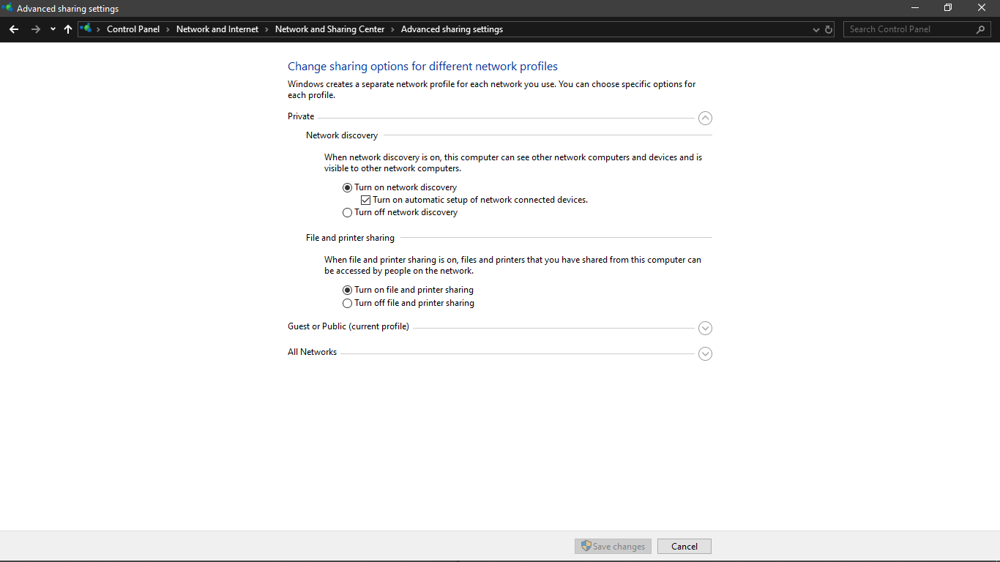 Advanced sharing settings
Control Panel > Network and Internet > Network and Sharing Center > Advanced sharing settings
Search Control Panel
Change sharing options for different network profiles
Windows creates a separate network profile for each network you use. You can choose specific options for
each profile.
Private
Network discovery
When network discovery is on, this computer can see other network computers and devices and is
visible to other network computers.
Turn on network discovery
Turn on automatic setup of network connected devices.
Turn off network discovery
File and printer sharing
When file and printer sharing is on, files and printers that you have shared from this computer can
be accessed by people on the network.
Turn on file and printer sharing
Turn off file and printer sharing
Guest or Public (current profile)
All Networks
Save changes
Cancel